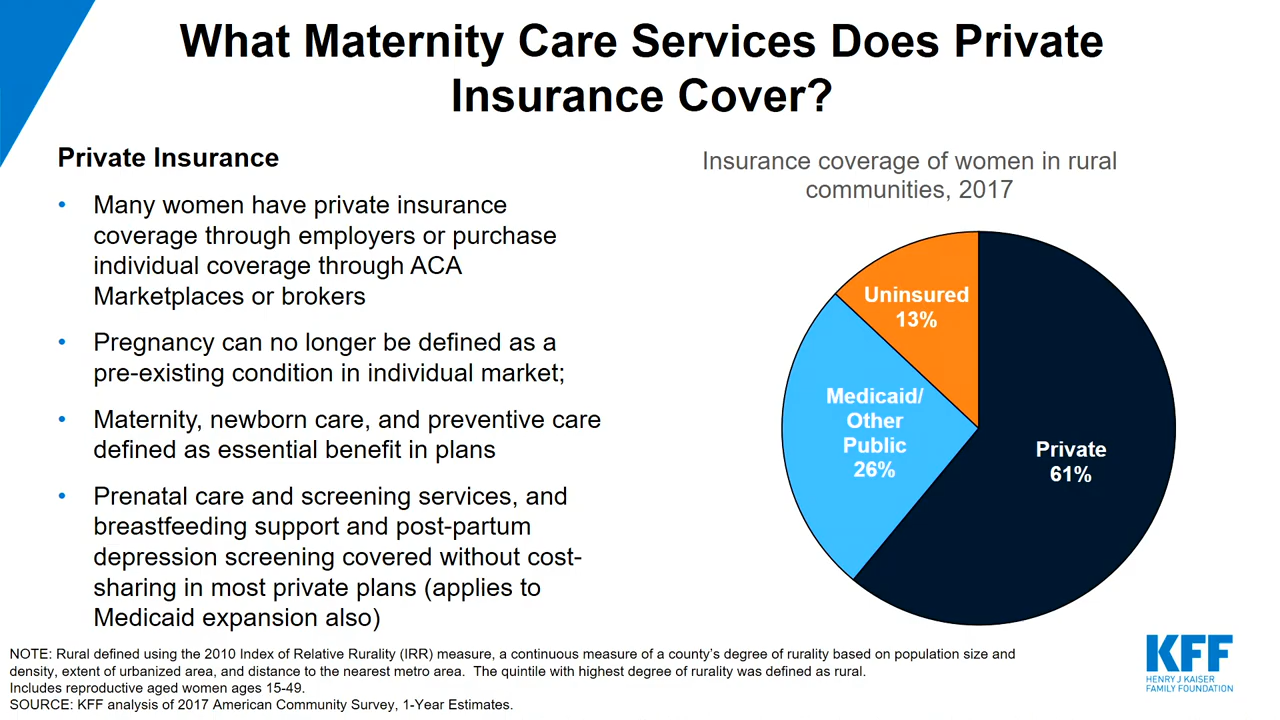 What Maternity Care Services Does Private
Insurance Cover?
Private Insurance
• Many women have private insurance
coverage through employers or purchase
individual coverage through ACA
Marketplaces or brokers
• Pregnancy can no longer be defined as a
pre-existing condition in individual market;
• Maternity, newborn care, and preventive care
defined as essential benefit in plans
• Prenatal care and screening services, and
breastfeeding support and post-partum
depression screening covered without cost-
sharing in most private plans (applies to
Medicaid expansion also)
Insurance coverage of women in rural
communities, 2017
Uninsured
13%
Medicaid/
Other
Public
26%
Private
61%
NOTE: Rural defined using the 2010 Index of Relative Rurality (IRR) measure, a continuous measure of a county's degree of rurality based on population size and
density, extent of urbanized area, and distance to the nearest metro area. The quintile with highest degree of rurality was defined as rural.
Includes reproductive aged women ages 15-49.
SOURCE: KFF analysis of 2017 American Community Survey, 1-Year Estimates.
KFF
HENRY J KAISER
FAMILY FOUNDATION